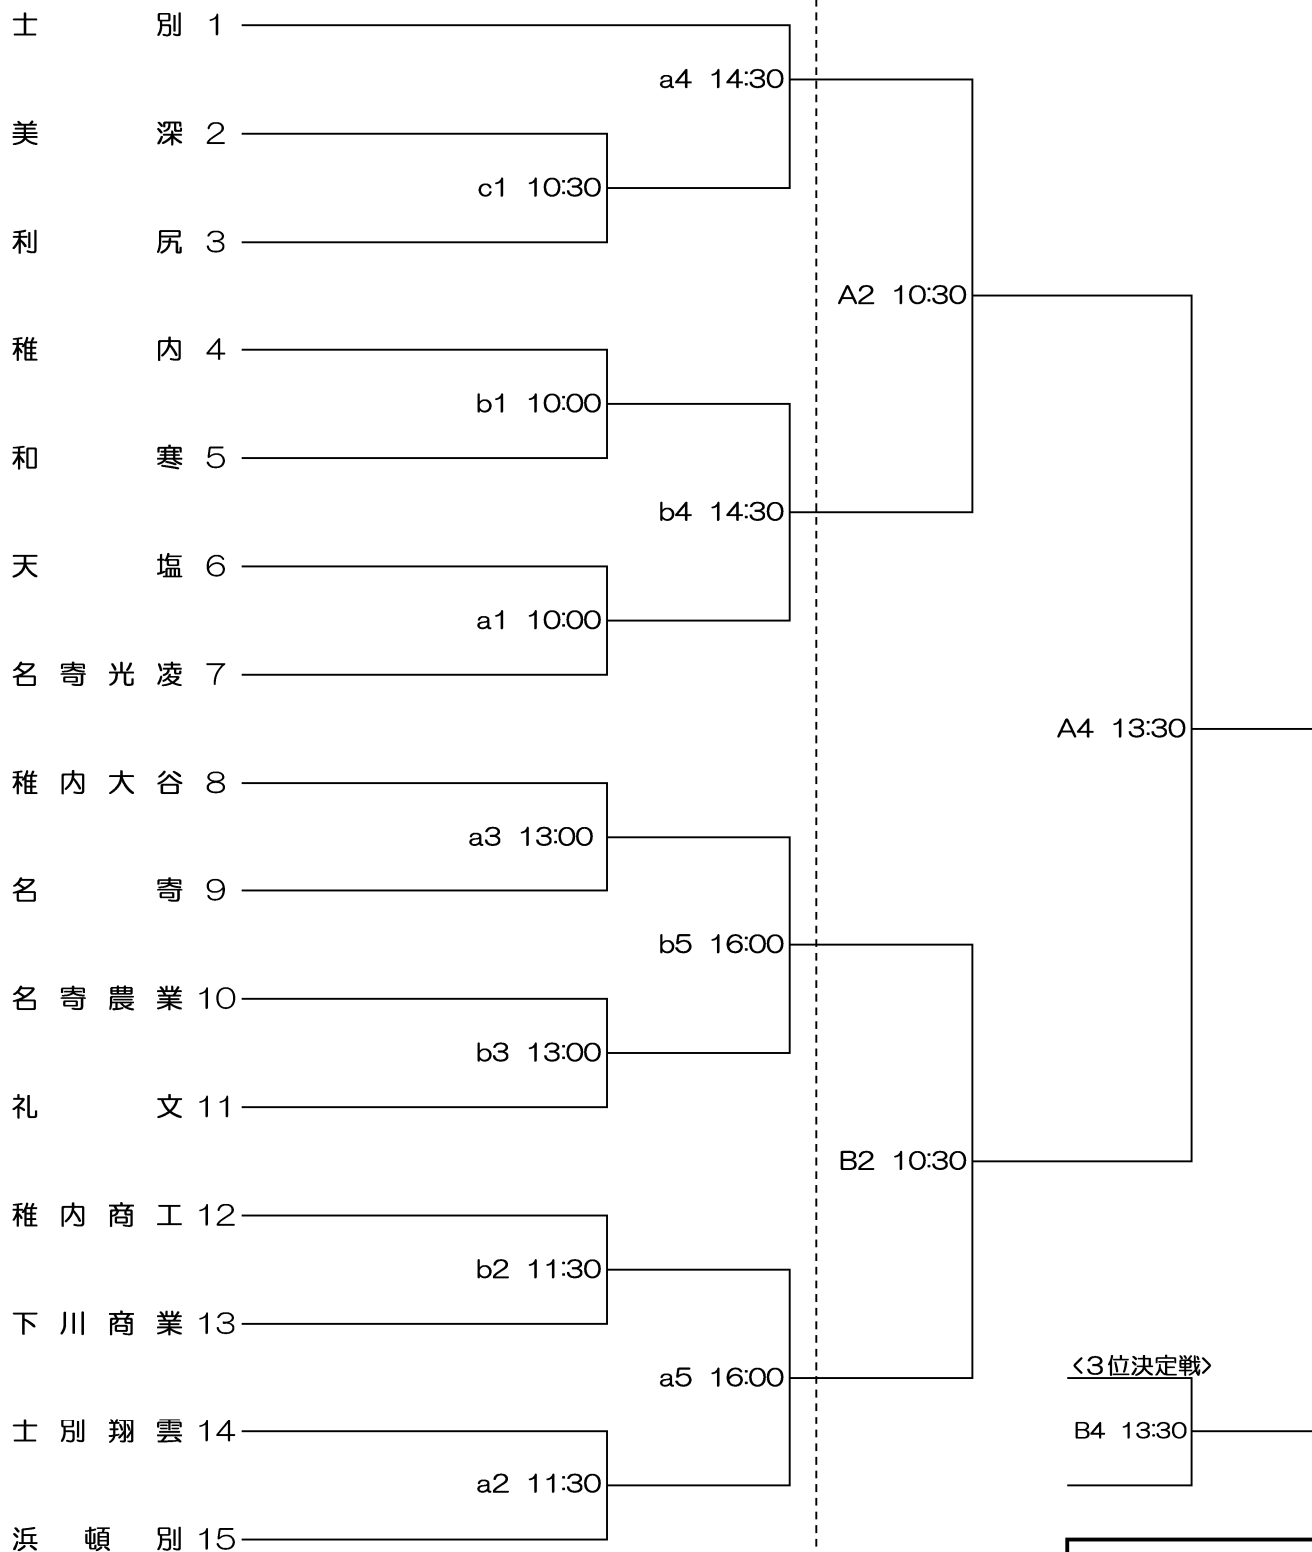 士別 1
a4 14:30
美深 2
c1 10:30
利尻 3
A2 10:30
稚内 4
b1 10:00
和寒 5
b4 14:30
天塩 6
a1 10:00
名寄光凌 7
A4 13:30
稚内大谷 8
a3 13:00
名寄 9
b5 16:00
名寄農業 10
b3 13:00
礼文 11
B2 10:30
稚内商工 12
b2 11:30
下川商業 13
<3位決定戦>
a5 16:00
士別翔雲 14
B4 13:30
a2 11:30
浜頓別 15